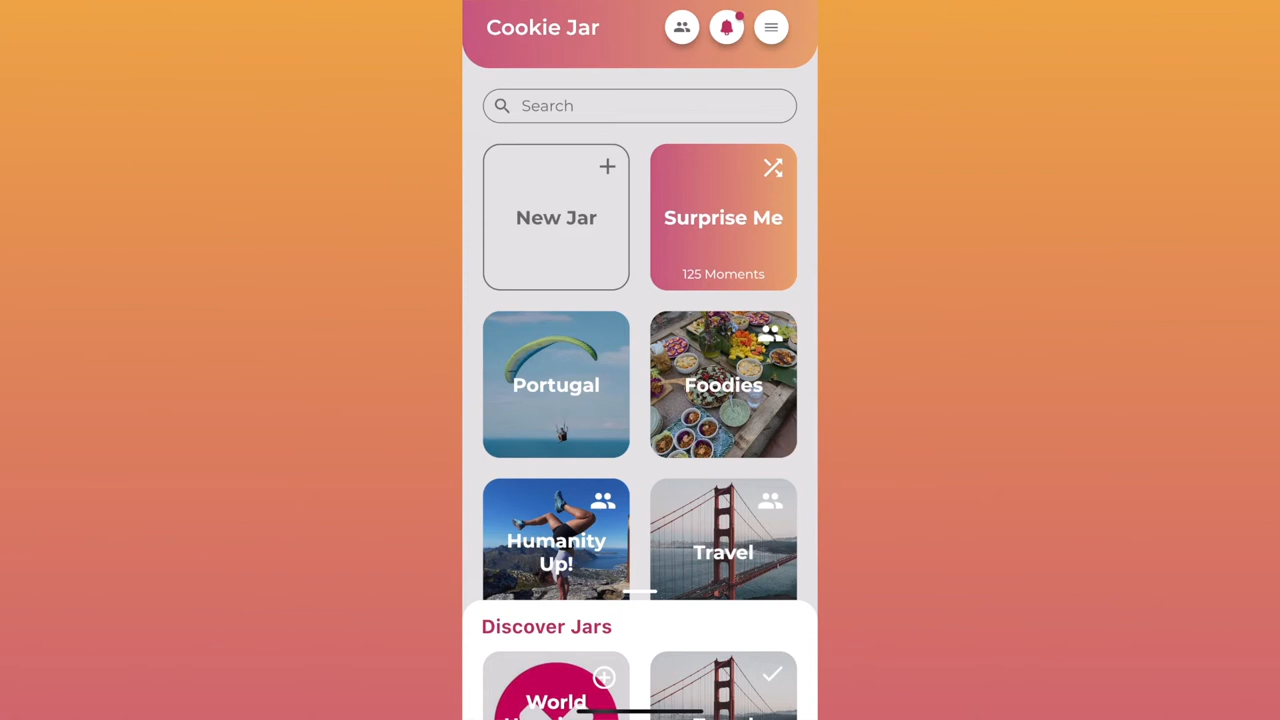 Cookie Jar
Search
New Jar
Surprise Me
125 Moments
Portugal
Foodies
Humanity
Up!
Travel
Discover Jars
World